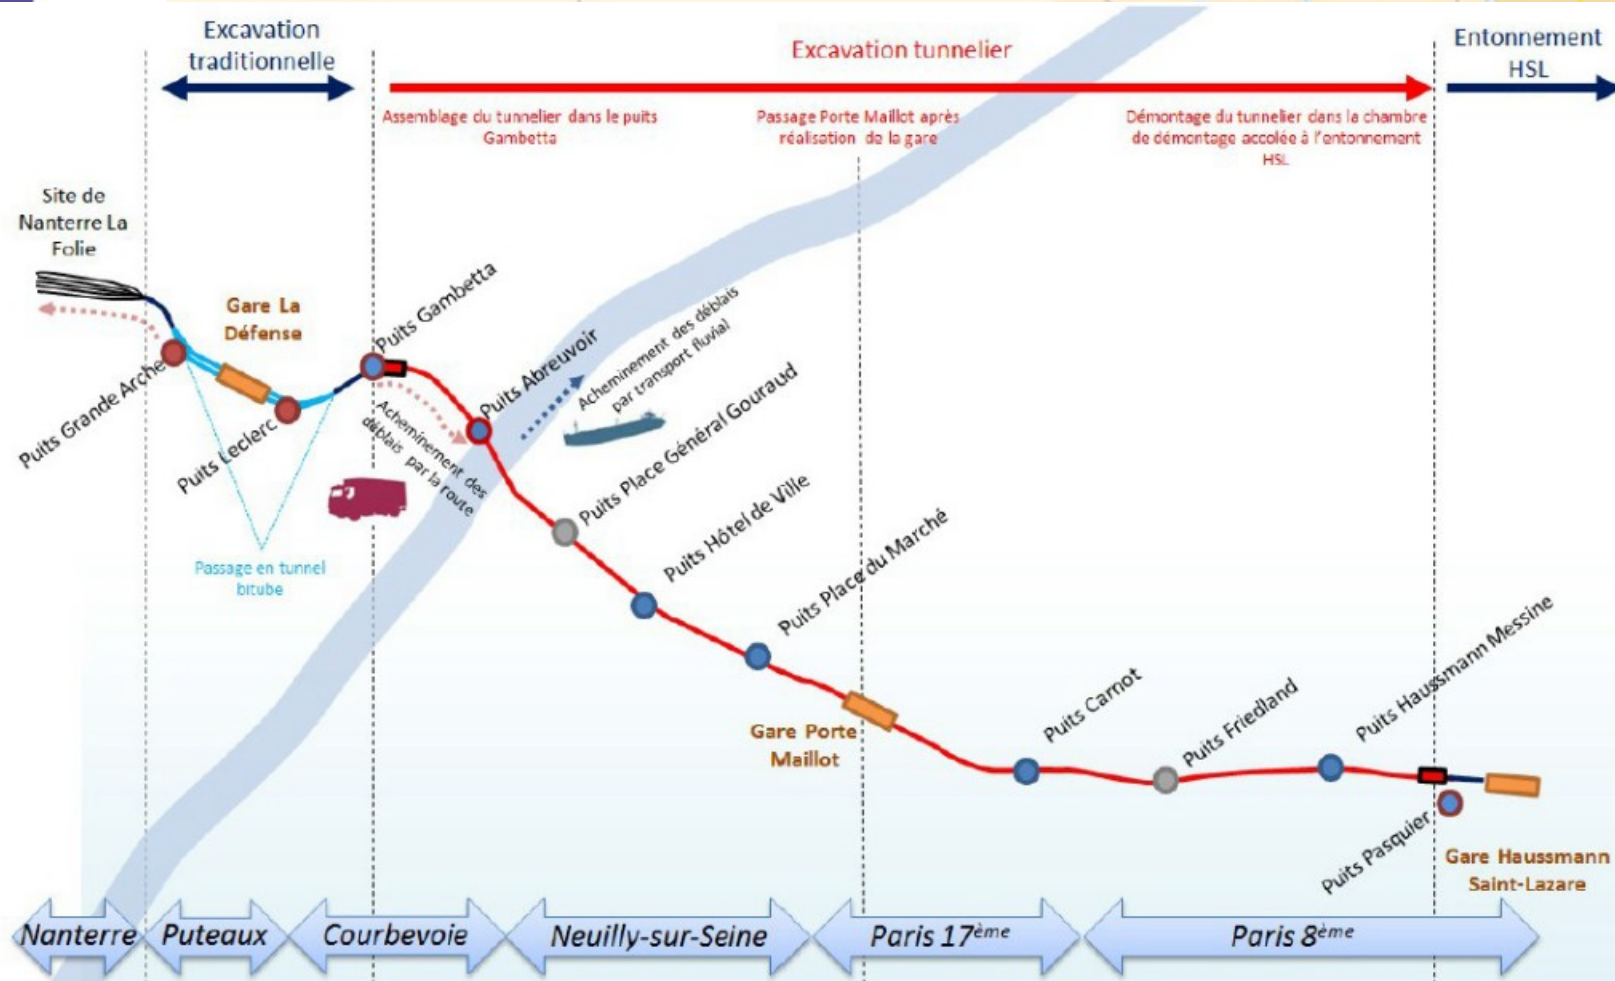 Excavation
traditionnelle
Excavation tunnelier
Entonnement
HSL
Assemblage du tunnelier dans le puits
Gambetta
Passage Porte Maillot après
réalisation de la gare
Démontage du tunnelier dans la chambre
de démontage accolée à l'entonnement
HSL
Site de
Nanterre La
Folie
Gare La
Défense
Puits Gambetta
Puits Grande Arche
Puits Leclerc
Puits Abreuvoir
Acheminement des déblais
par transport fluvial
Acheminement des
déblais par la route
Puits Place Général Gouraud
Puits Hôtel de Ville
Puits Place du Marché
Passage en tunnel
bitube
Gare Porte
Maillot
Puits Carnot
Puits Friedland
Puits Haussmann Messine
Puits Pasquier
Gare Haussmann
Saint-Lazare
Nanterre
Puteaux
Courbevoie
Neuilly-sur-Seine
Paris 17ème
Paris 8ème